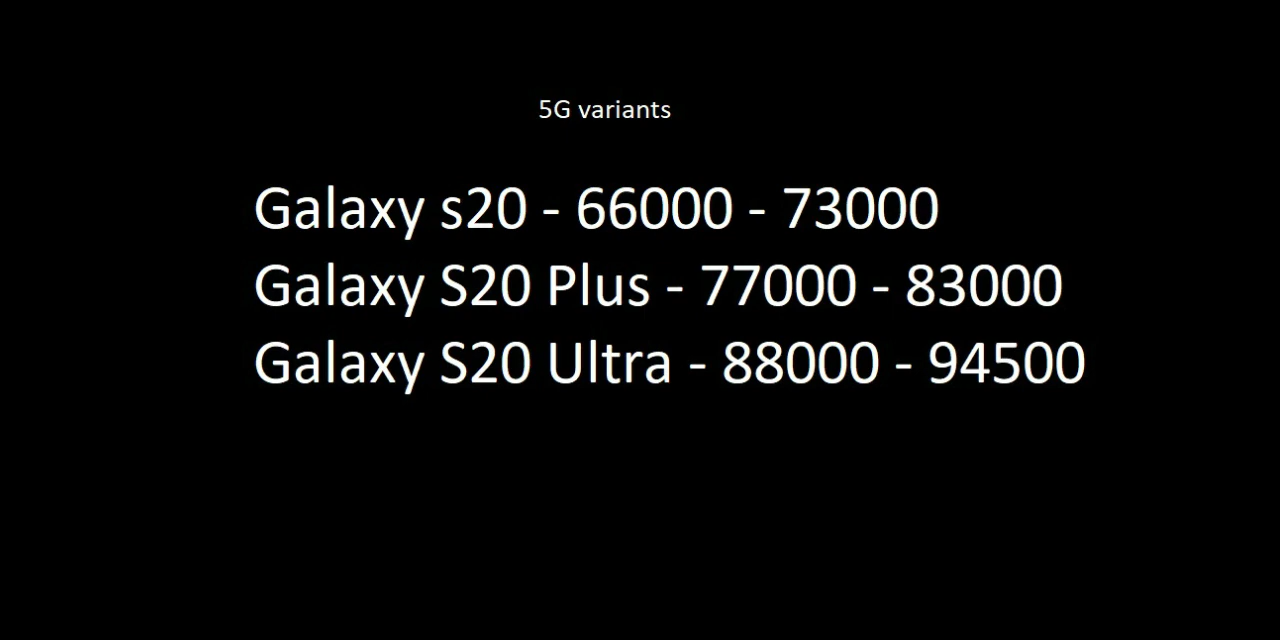 5G variants
Galaxy s20 - 66000 - 73000
Galaxy S20 Plus - 77000 - 83000
Galaxy S20 Ultra - 88000 - 94500